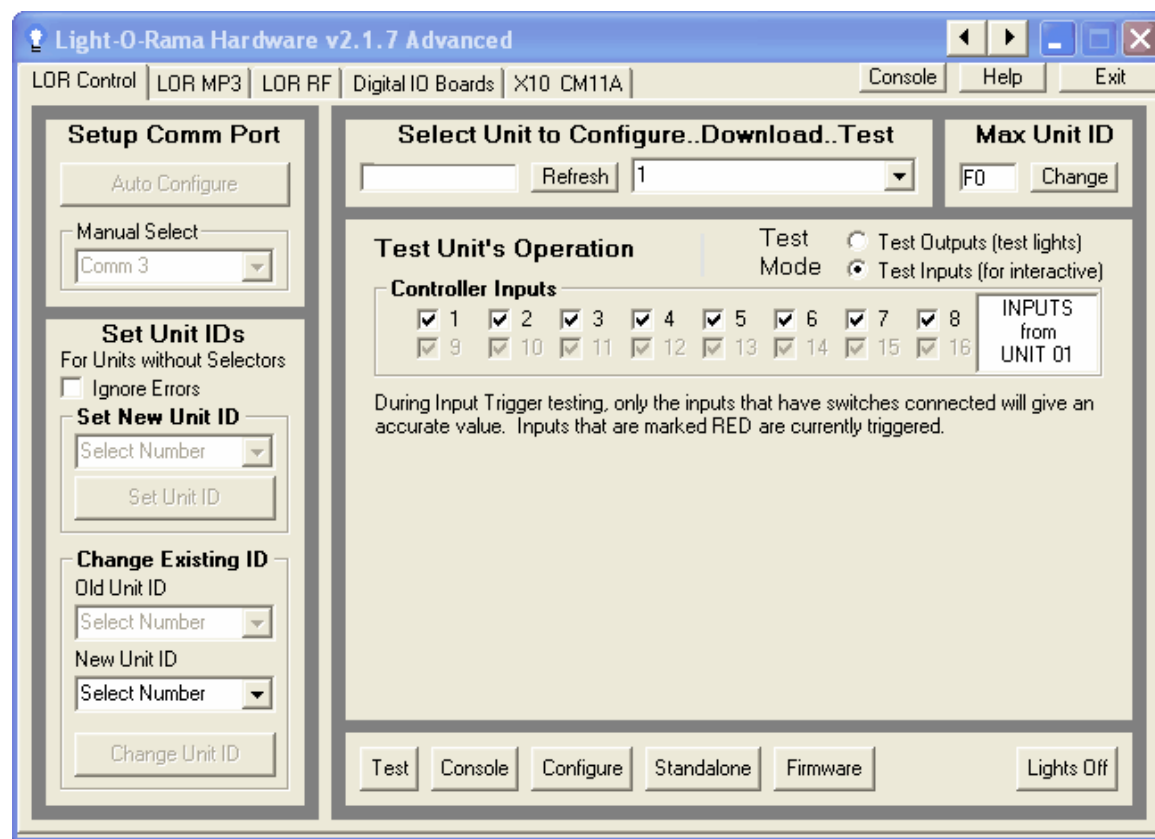 Light-O-Rama Hardware v2.1.7 Advanced
LOR Control
LOR MP3
LOR RF
Digital IO Boards
X10 CM11A
Console
Help
Exit
Setup Comm Port
Auto Configure
Manual Select
Comm 3
Set Unit IDs
For Units without Selectors
Ignore Errors
Set New Unit ID
Select Number
Set Unit ID
Change Existing ID
Old Unit ID
Select Number
New Unit ID
Select Number
Change Unit ID
Select Unit to Configure..Download..Test
Refresh
1
Max Unit ID
F0
Change
Test Unit's Operation
Test
Mode
Test Outputs (test lights)
Test Inputs (for interactive)
Controller Inputs
1 2 3 4 5 6 7 8
9 10 11 12 13 14 15 16
INPUTS
from
UNIT 01
During Input Trigger testing, only the inputs that have switches connected will give an
accurate value. Inputs that are marked RED are currently triggered.
Test
Console
Configure
Standalone
Firmware
Lights Off